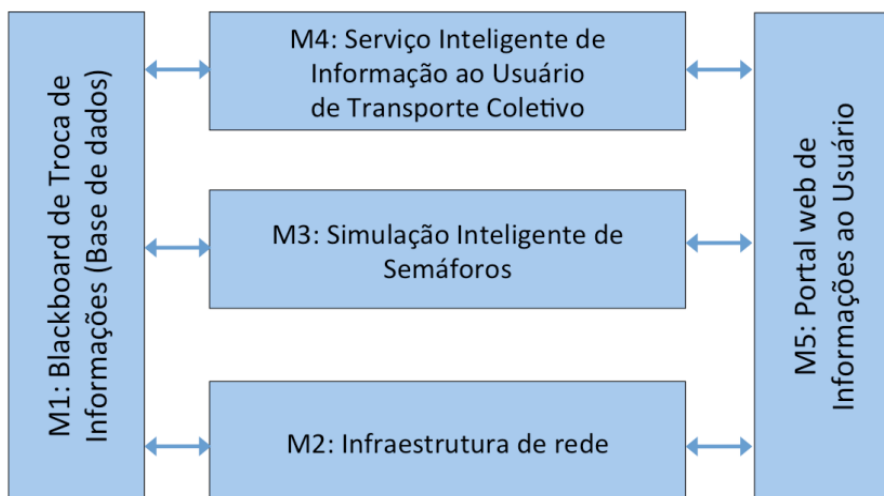 M1: Blackboard de Troca de
Informações (Base de dados)
M4: Serviço Inteligente de
Informação ao Usuário
de Transporte Coletivo
M3: Simulação Inteligente de
Semáforos
M2: Infraestrutura de rede
M5: Portal web de
Informações ao Usuário